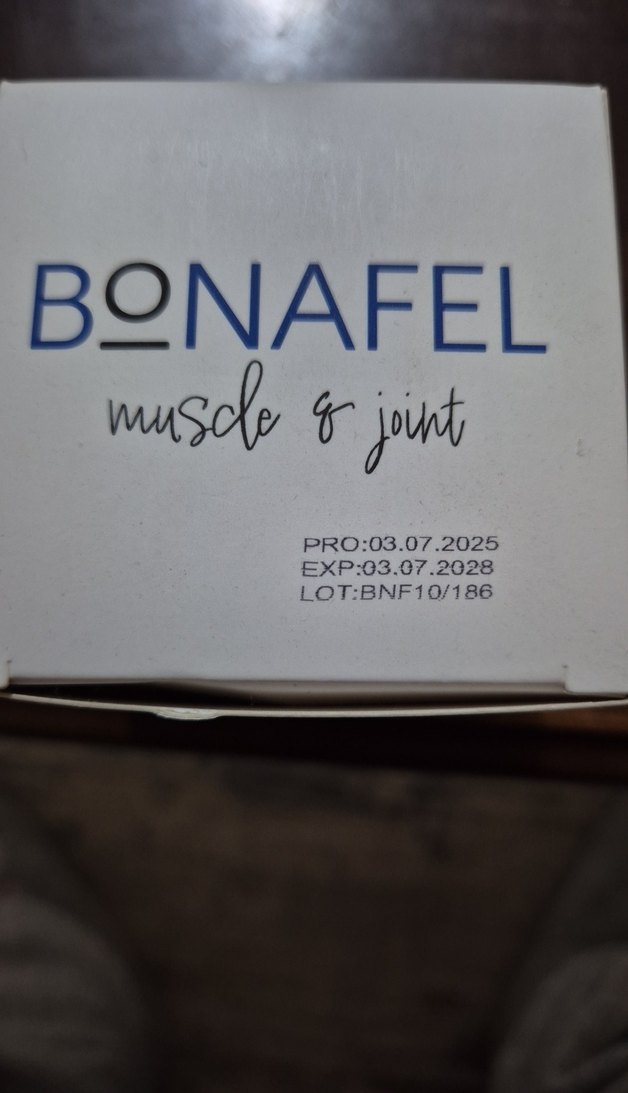 BONAFEL
muscle & joint
PRO:03.07.2025
EXP:03.07.2028
LOT:BNF10/186